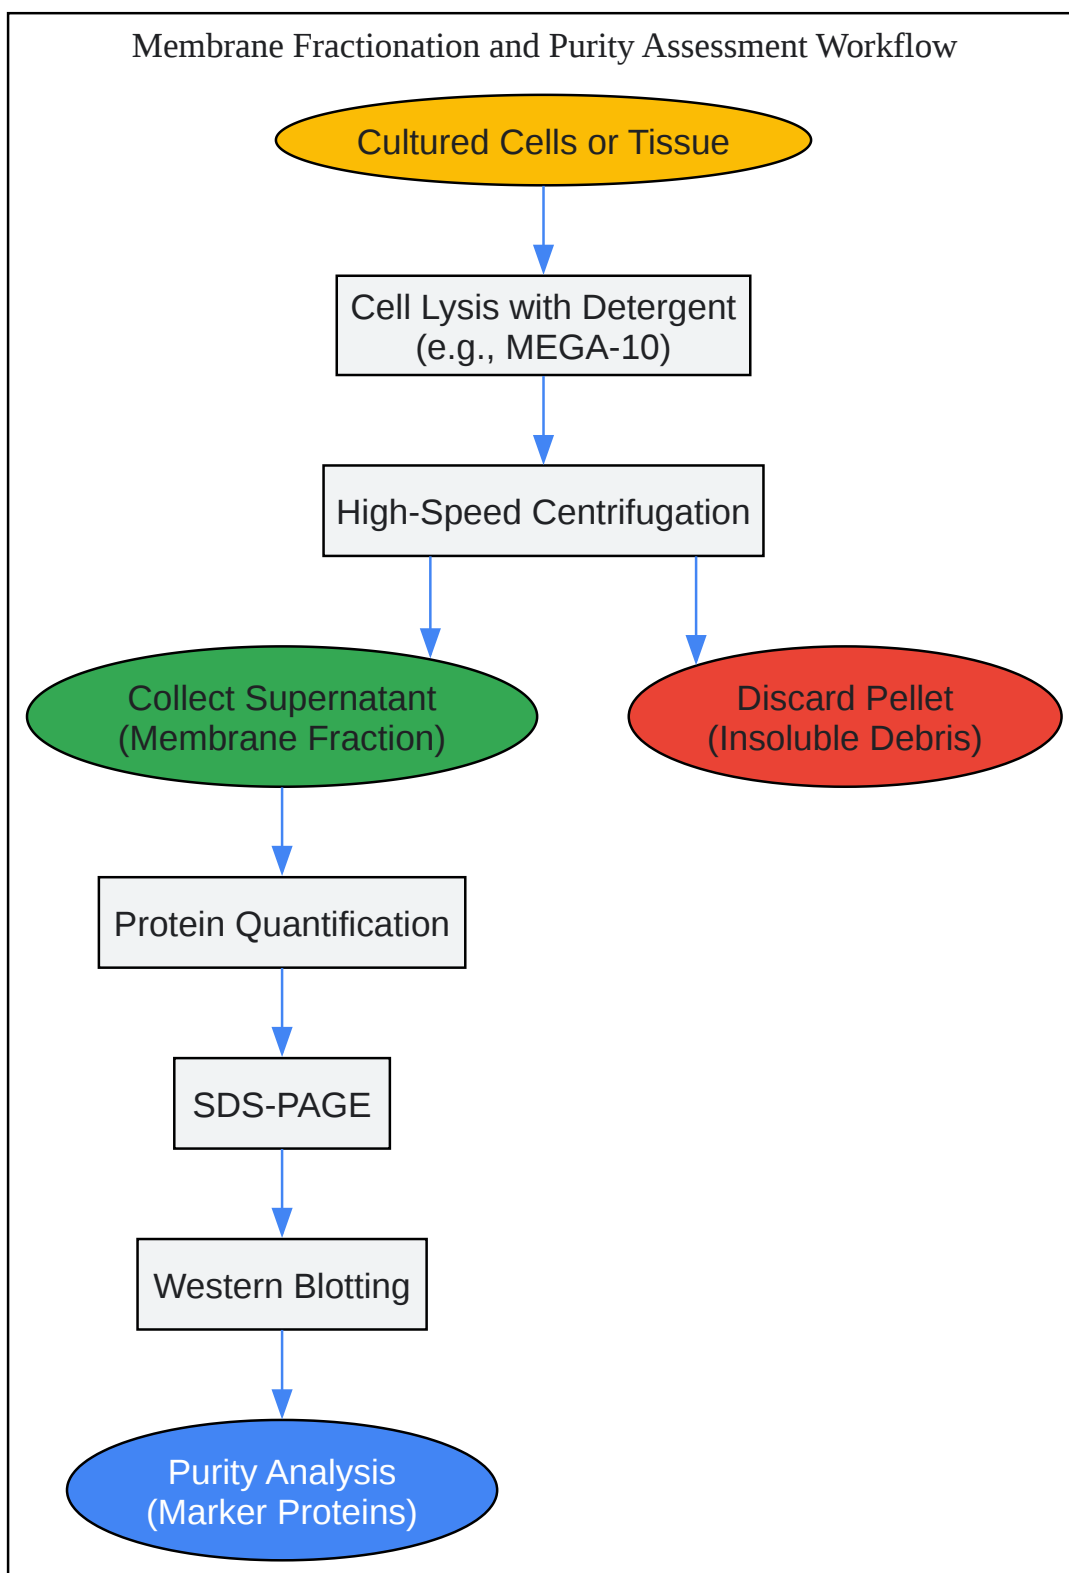 Membrane Fractionation and Purity Assessment Workflow
Cultured Cells or Tissue
Cell Lysis with Detergent
(e.g., MEGA-10)
High-Speed Centrifugation
Collect Supernatant
(Membrane Fraction)
Discard Pellet
(Insoluble Debris)
Protein Quantification
SDS-PAGE
Western Blotting
Purity Analysis
(Marker Proteins)